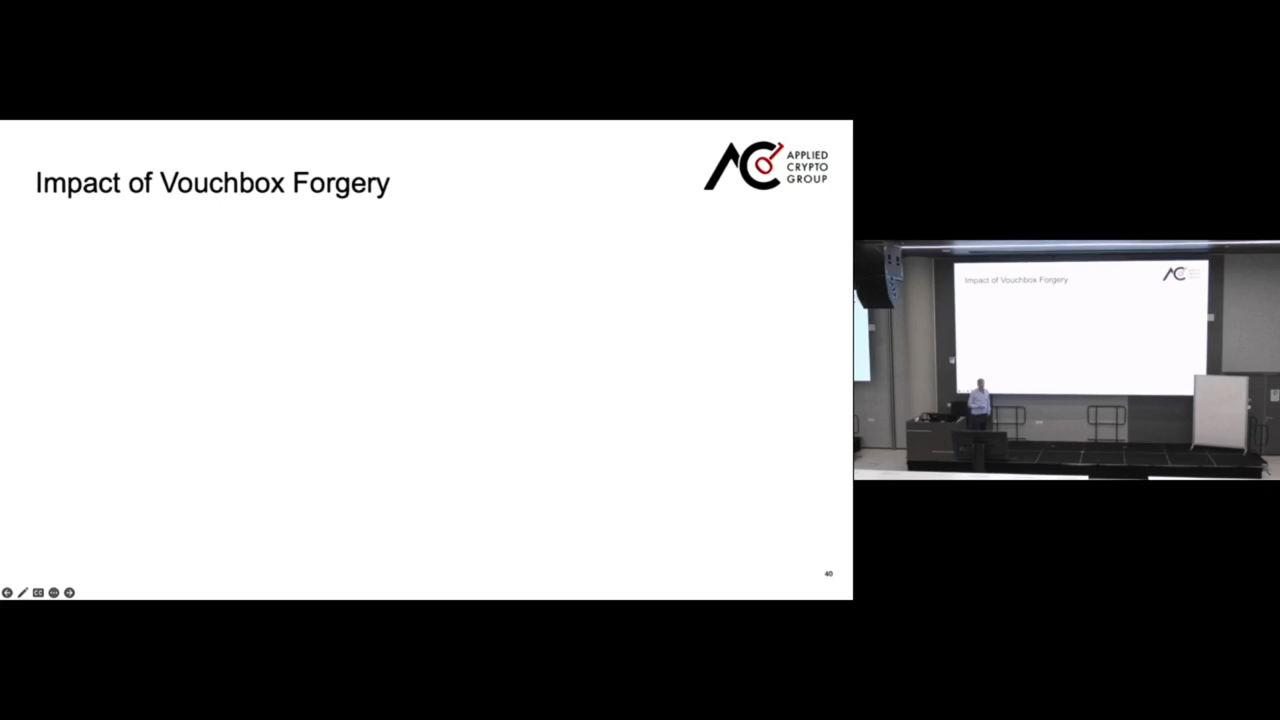 Impact of Vouchbox Forgery
APPLIED
CRYPTO
GROUP
40
Impact of Vouchbox Forgery